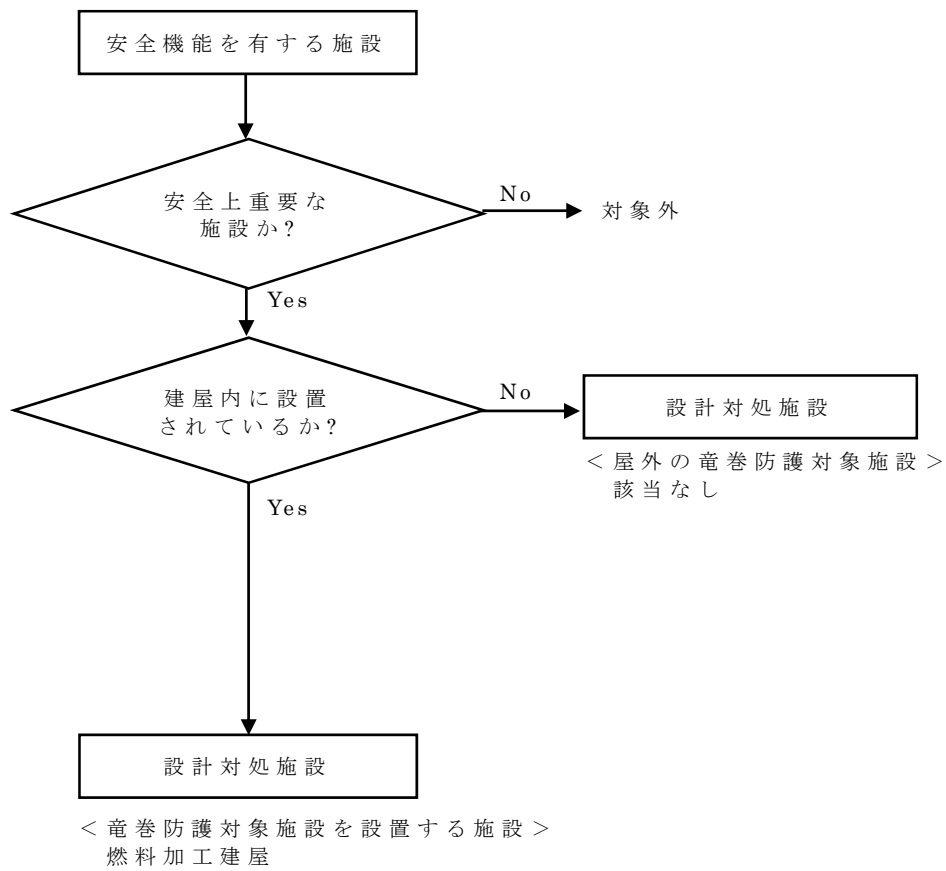 安全機能を有する施設
安全上重要な
施設か?
No
対象外
Yes
建屋内に設置
されているか?
No
設計対処施設
<屋外の竜巻防護対象施設>
該当なし
Yes
設計対処施設
<竜巻防護対象施設を設置する施設>
燃料加工建屋